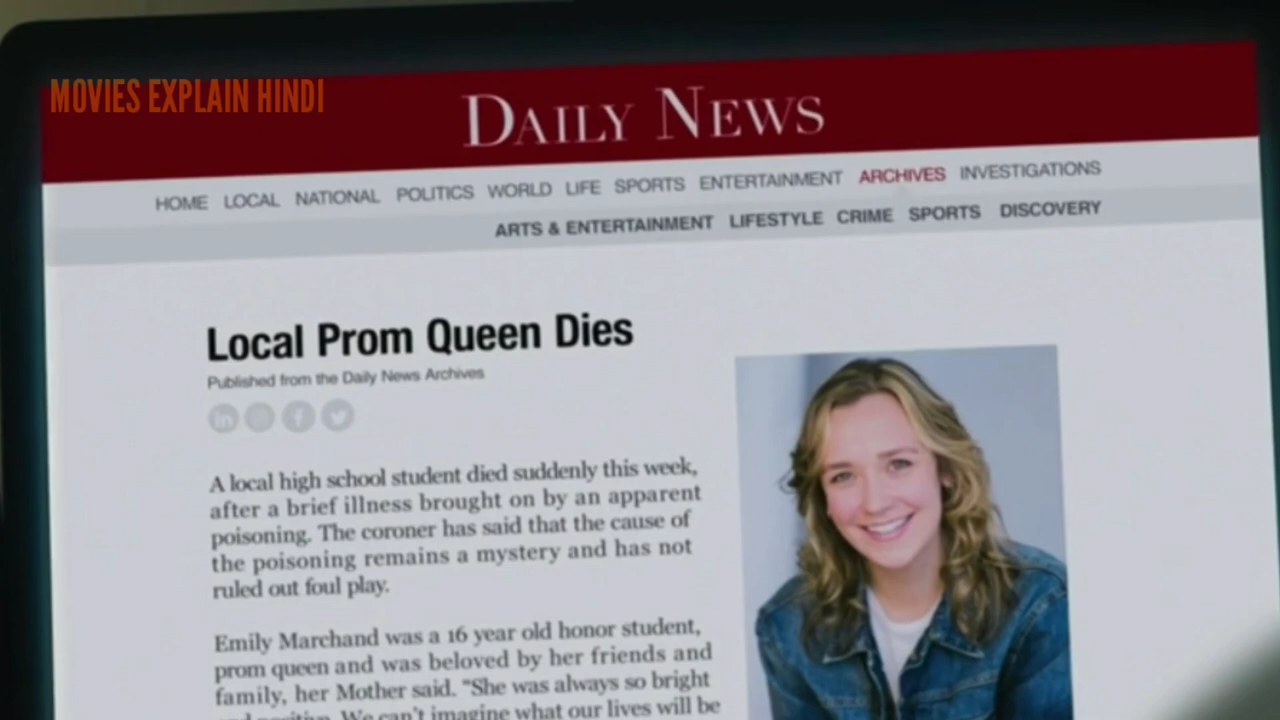 MOVIES EXPLAIN HINDI
DAILY NEWS
HOME LOCAL NATIONAL POLITICS WORLD LIFE SPORTS ENTERTAINMENT ARCHIVES INVESTIGATIONS
ARTS & ENTERTAINMENT LIFESTYLE CRIME SPORTS DISCOVERY
Local Prom Queen Dies
Published from the Daily News Archives
A local high school student died suddenly this week,
after a brief illness brought on by an apparent
poisoning. The coroner has said that the cause of
the poisoning remains a mystery and has not
ruled out foul play.
Emily Marchand was a 16 year old honor student,
prom queen and was beloved by her friends and
family, her Mother said. "She was always so bright
and positive. We can't imagine what our lives will be